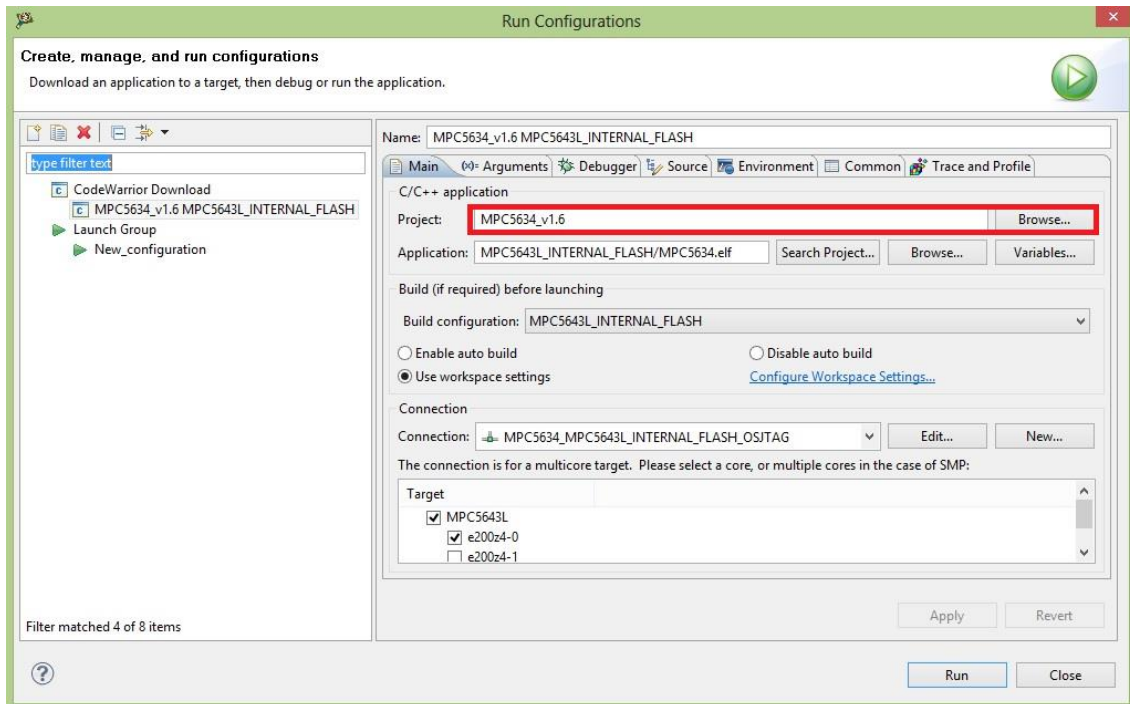 Run Configurations
Create, manage, and run configurations
Download an application to a target, then debug or run the application.
type filter text
CodeWarrior Download
MPC5634_v1.6 MPC5643L_INTERNAL_FLASH
Launch Group
New_configuration
Filter matched 4 of 8 items
Name: MPC5634_v1.6 MPC5643L_INTERNAL_FLASH
Main (x)= Arguments Debugger Source Environment Common Trace and Profile
C/C++ application
Project: MPC5634_v1.6 Browse...
Application: MPC5643L_INTERNAL_FLASH/MPC5634.elf Search Project... Browse... Variables...
Build (if required) before launching
Build configuration: MPC5643L_INTERNAL_FLASH
Enable auto build Disable auto build
Use workspace settings Configure Workspace Settings...
Connection
Connection: MPC5634_MPC5643L_INTERNAL_FLASH_OSJTAG Edit... New...
The connection is for a multicore target. Please select a core, or multiple cores in the case of SMP:
Target
MPC5643L
e200z4-0
e200z4-1
Apply Revert
Run Close